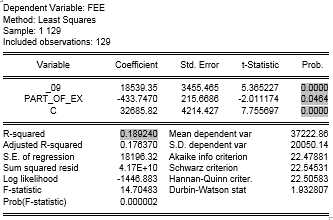 Dependent Variable: FEE
Method: Least Squares
Sample: 1 129
Included observations: 129
Variable Coefficient Std. Error t-Statistic Prob.
_09 18539.35 3455.465 5.365227 0.0000
PART_OF_EX -433.7470 215.6686 -2.011174 0.0464
C 32685.82 4214.427 7.755697 0.0000
R-squared 0.189240 Mean dependent var 37222.86
Adjusted R-squared 0.176370 S.D. dependent var 20050.14
S.E. of regression 18196.32 Akaike info criterion 22.47881
Sum squared resid 4.17E+10 Schwarz criterion 22.54531
Log likelihood -1446.883 Hannan-Quinn criter. 22.50583
F-statistic 14.70483 Durbin-Watson stat 1.932807
Prob(F-statistic) 0.000002